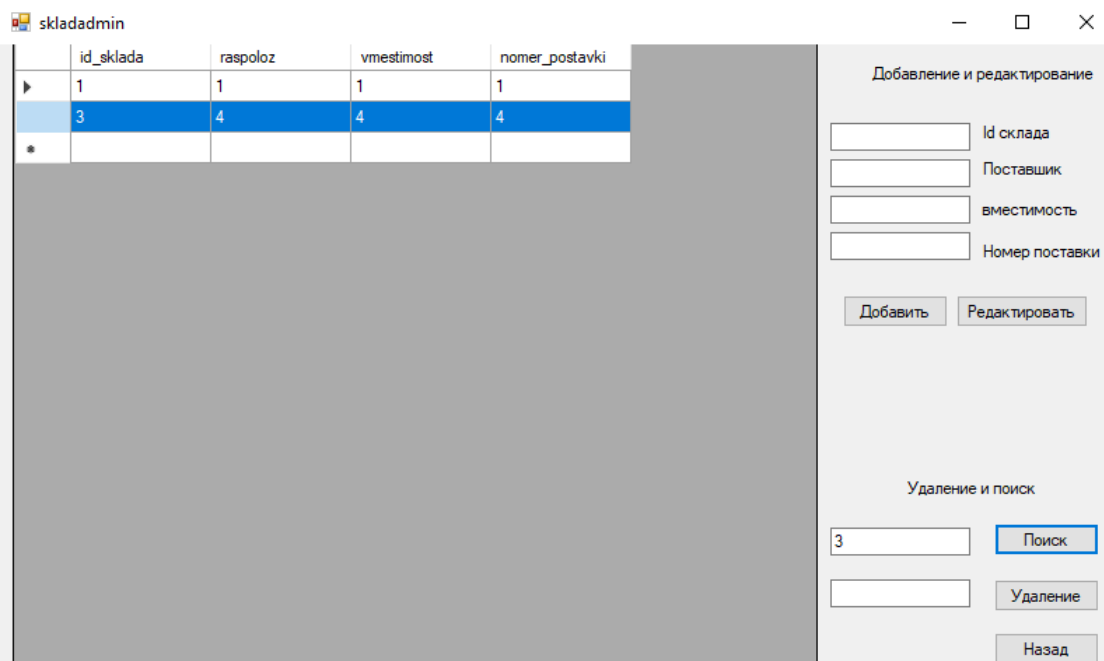 skladadmin
id_sklada raspoloz vmestimost nomer_postavki
1 1 1 1
3 4 4 4
Добавление и редактирование
Id склада
Поставшик
вместимость
Номер поставки
Добавить Редактировать
Удаление и поиск
3 Поиск
Удаление
Назад